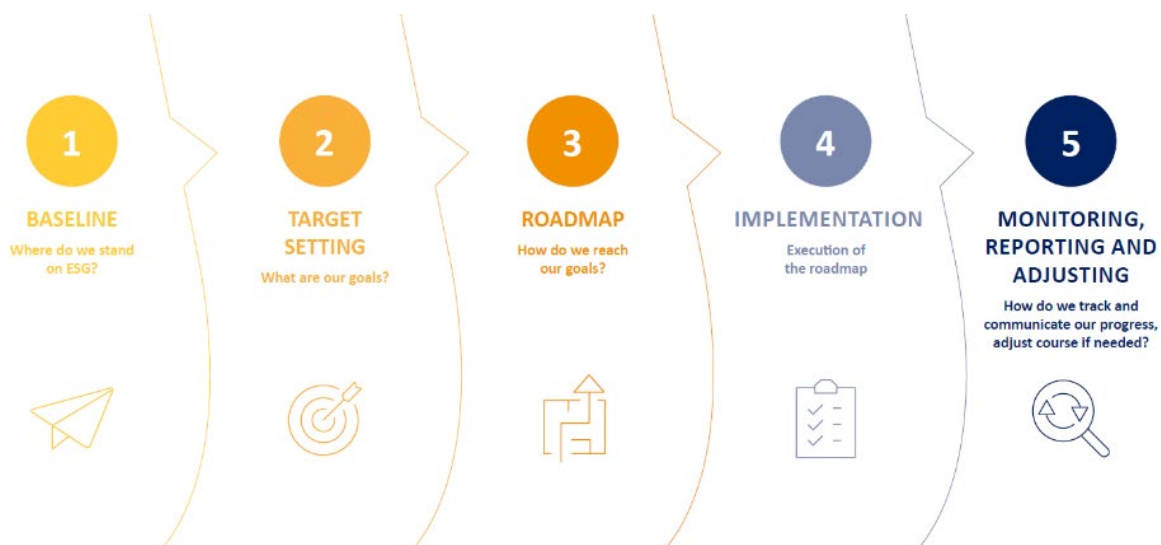 1
BASELINE
Where do we stand
on ESG?
2
TARGET
SETTING
What are our goals?
3
ROADMAP
How do we reach
our goals?
4
IMPLEMENTATION
Execution of
the roadmap
5
MONITORING,
REPORTING AND
ADJUSTING
How do we track and
communicate our progress,
adjust course if needed?